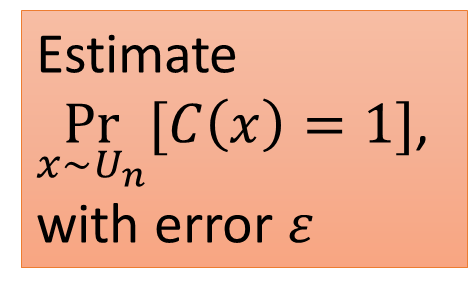 Estimate
Pr [C(x) = 1],
x~Uₙ
with error ε